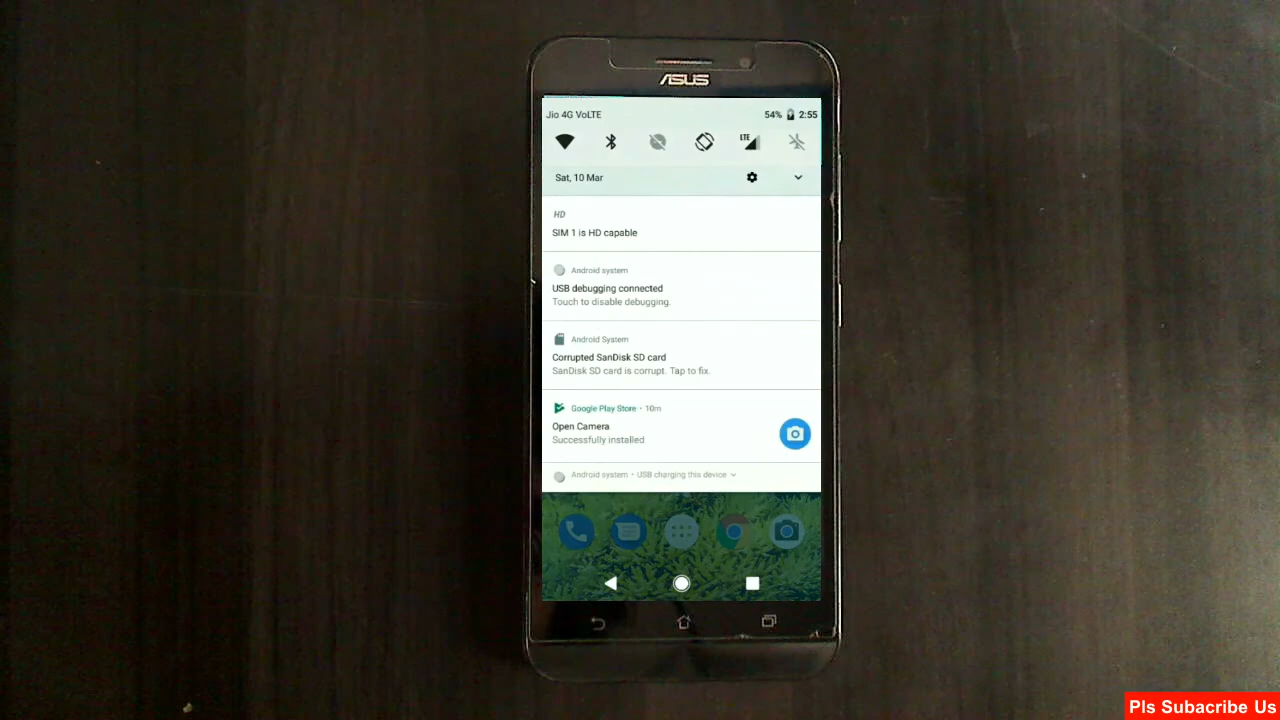 ASUS
Jio 4G VoLTE 54% 2:55
LTE
Sat, 10 Mar
HD
SIM 1 is HD capable
Android system
USB debugging connected
Touch to disable debugging.
Android System
Corrupted SanDisk SD card
SanDisk SD card is corrupt. Tap to fix.
Google Play Store • 10m
Open Camera
Successfully installed
Android system • USB charging this device
Pls Subacribe Us